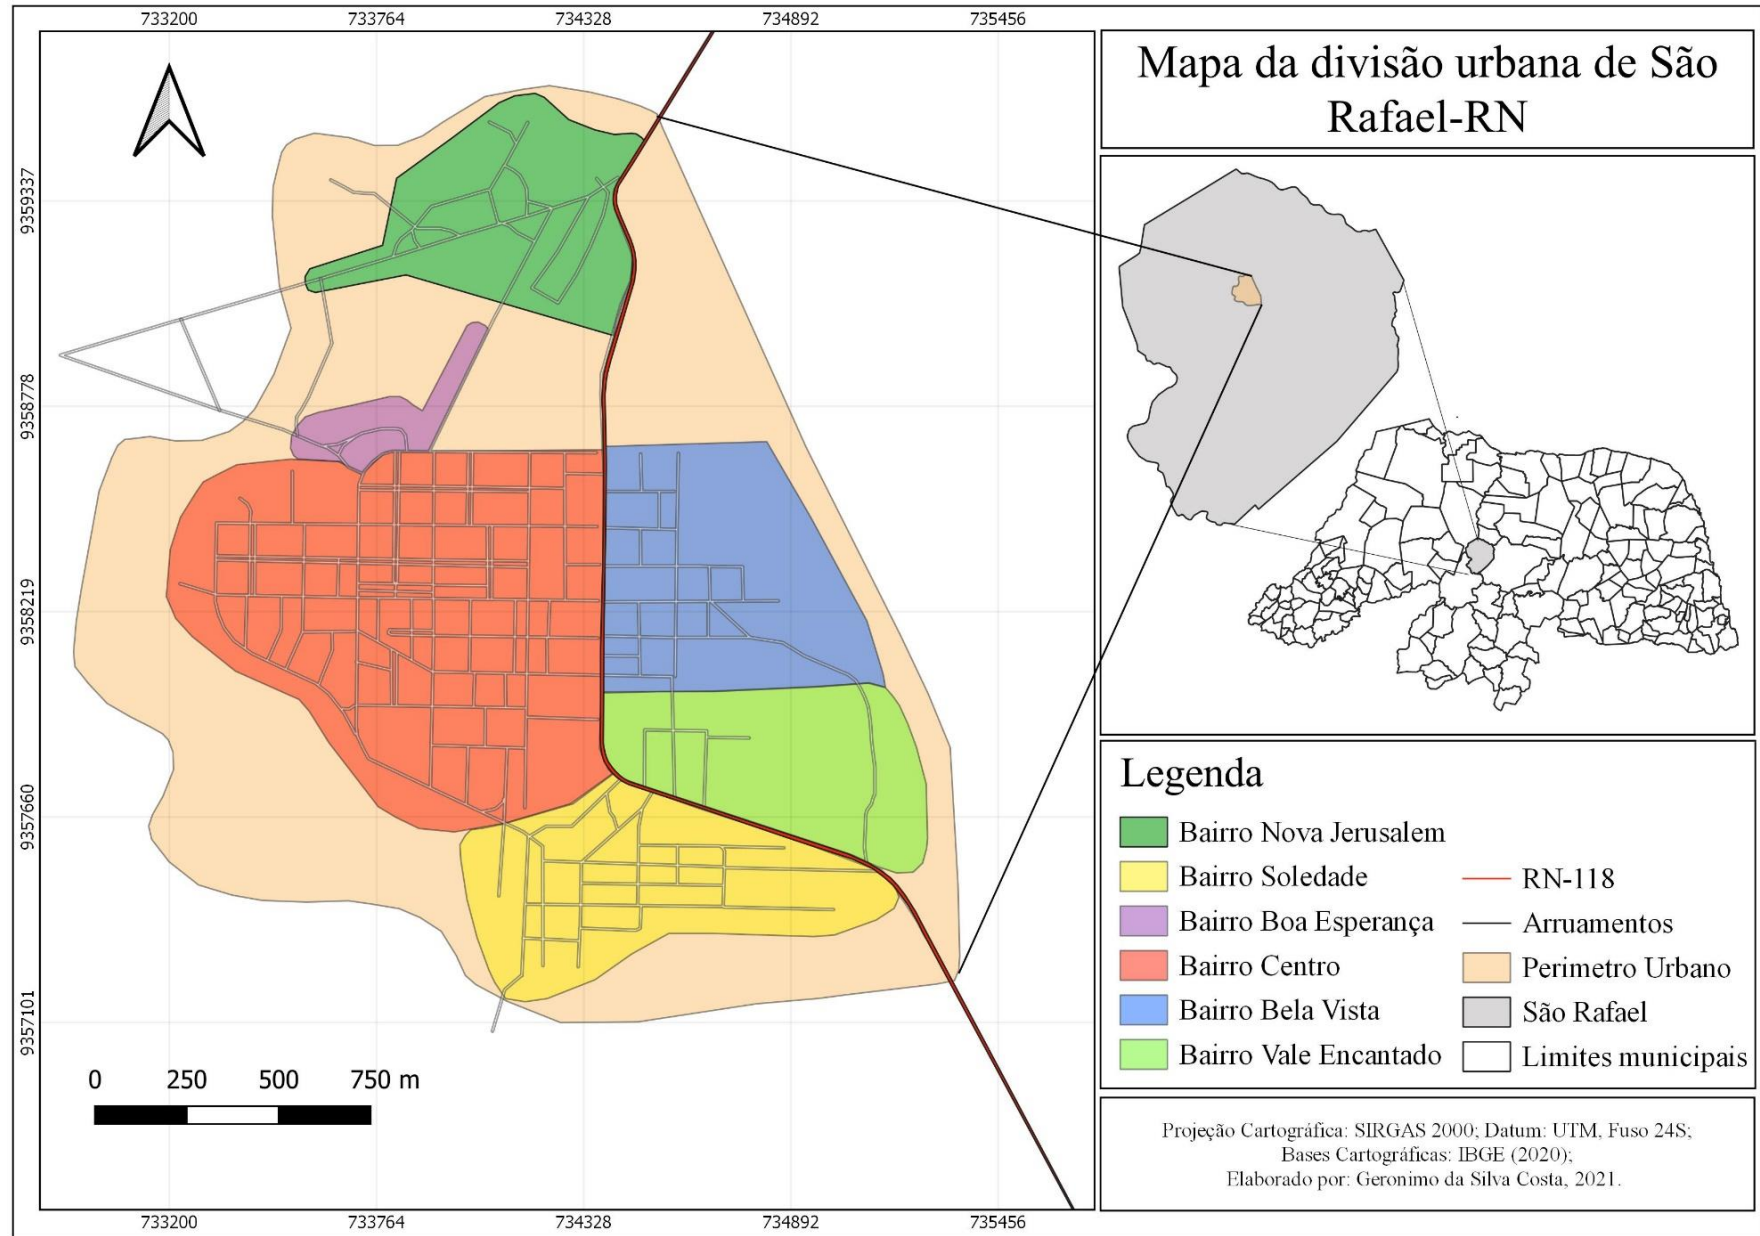 733200 733764 734328 734892 735456
9359337
9358778
9358219
9357660
9357101
0 250 500 750 m
733200 733764 734328 734892 735456
Mapa da divisão urbana de São
Rafael-RN
Legenda
Bairro Nova Jerusalem
Bairro Soledade
Bairro Boa Esperança
Bairro Centro
Bairro Bela Vista
Bairro Vale Encantado
RN-118
Arruamentos
Perimetro Urbano
São Rafael
Limites municipais
Projeção Cartográfica: SIRGAS 2000; Datum: UTM, Fuso 24S;
Bases Cartográficas: IBGE (2020);
Elaborado por: Geronimo da Silva Costa, 2021.